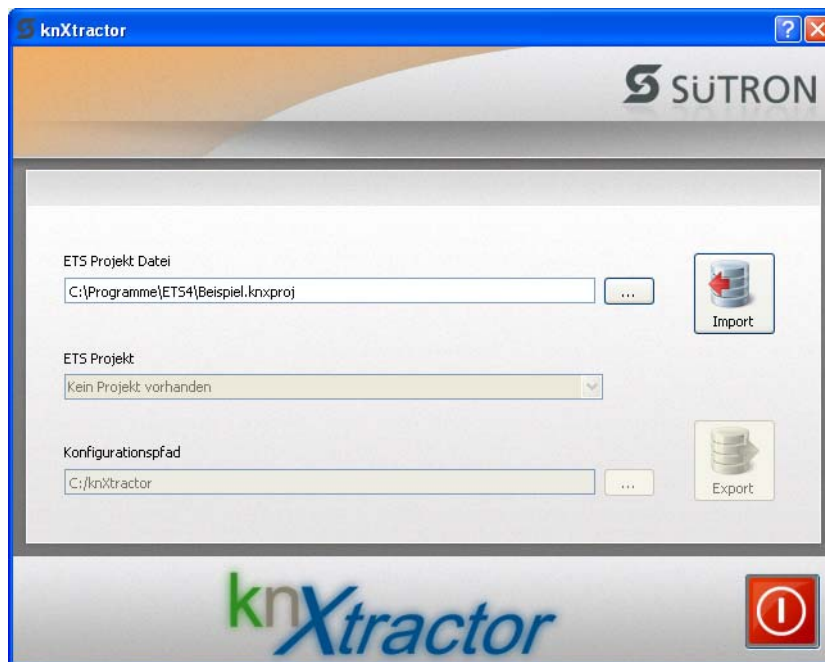 knXtractor
SÜTRON
ETS Projekt Datei
C:\Programme\ETS4\Beispiel.knxproj
...
Import
ETS Projekt
Kein Projekt vorhanden
Konfigurationspfad
C:/knXtractor
...
Export
knXtractor